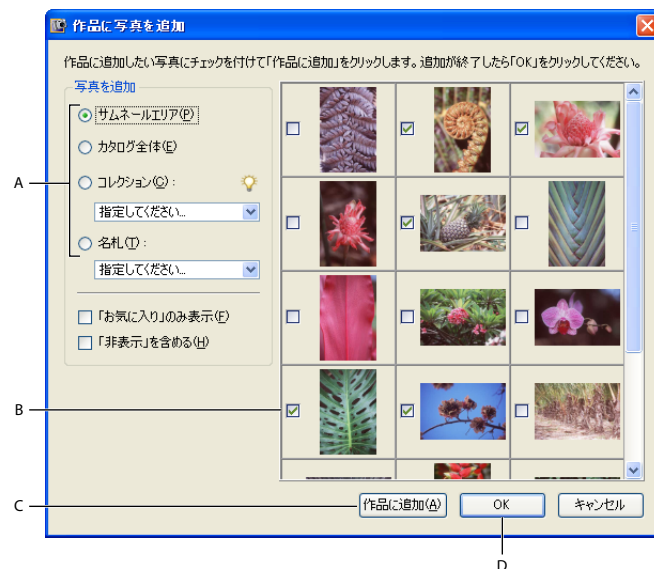 作品に写真を追加
作品に追加したい写真にチェックを付けて「作品に追加」をクリックします。追加が終了したら「OK」をクリックしてください。
写真を追加
サムネールエリア(P)
カタログ全体(E)
A
コレクション(C):
指定してください...
名札(T):
指定してください...
「お気に入り」のみ表示(F)
「非表示」を含める(H)
B
C
作品に追加(A)
OK
キャンセル
D